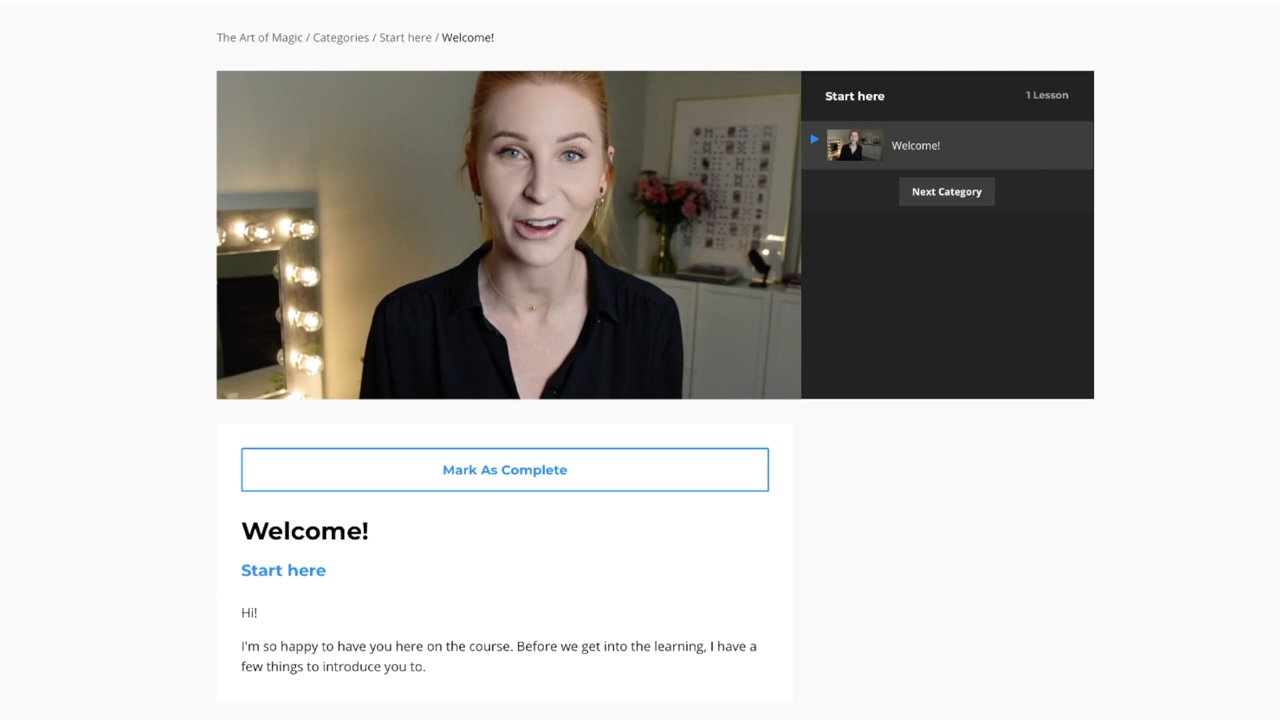 The Art of Magic / Categories / Start here / Welcome!
Start here
1 Lesson
Welcome!
Next Category
Mark As Complete
Welcome!
Start here
Hi!
I'm so happy to have you here on the course. Before we get into the learning, I have a
few things to introduce you to.